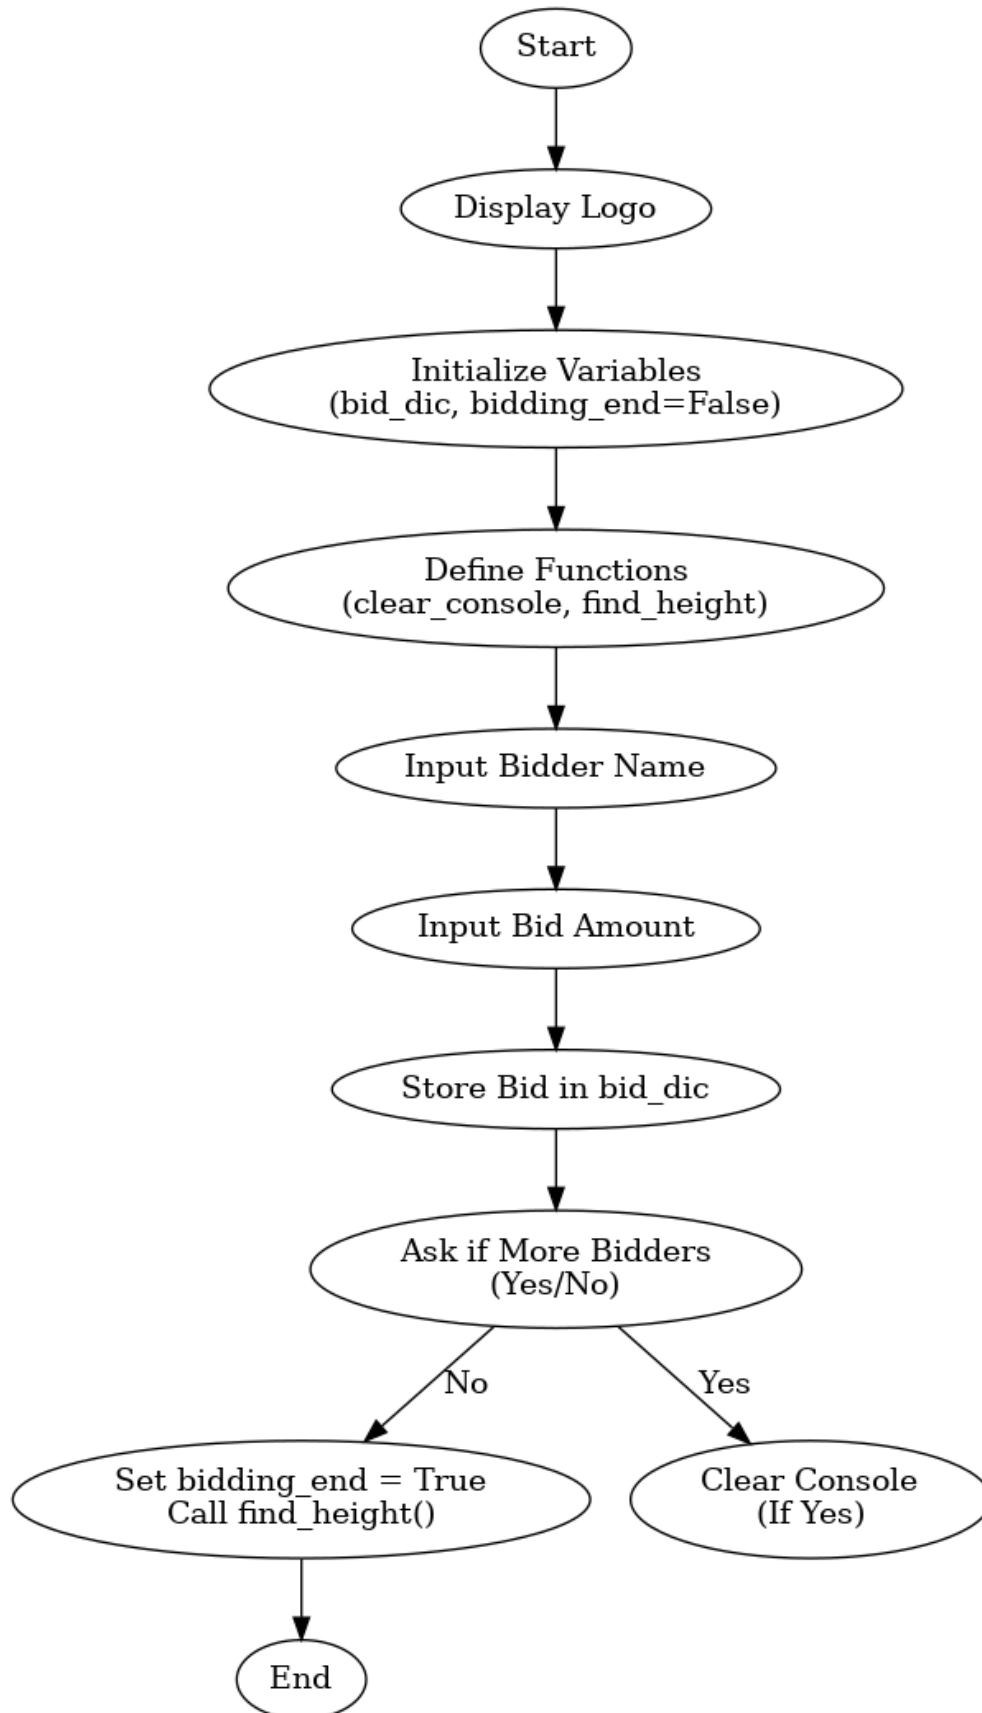 Start
Display Logo
Initialize Variables
(bid_dic, bidding_end=False)
Define Functions
(clear_console, find_height)
Input Bidder Name
Input Bid Amount
Store Bid in bid_dic
Ask if More Bidders
(Yes/No)
No
Yes
Set bidding_end = True
Call find_height()
Clear Console
(If Yes)
End